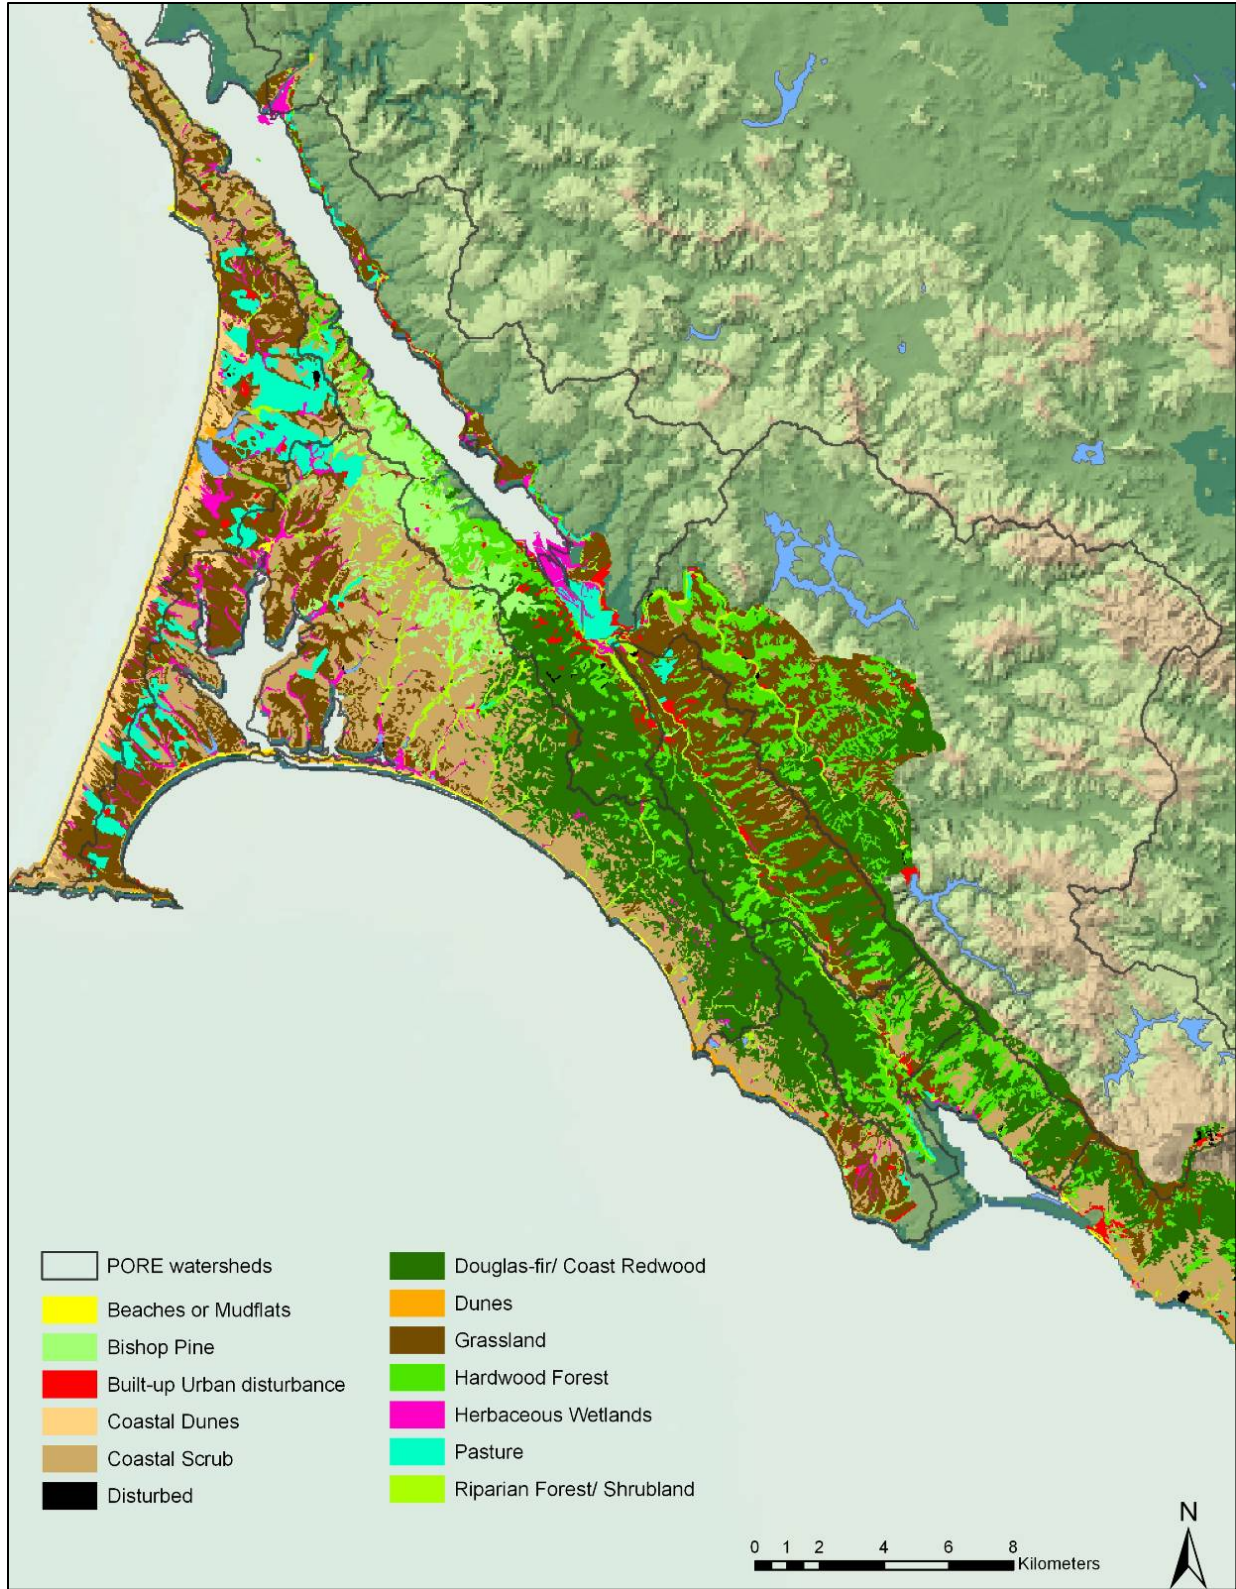 PORE watersheds
Beaches or Mudflats
Bishop Pine
Built-up Urban disturbance
Coastal Dunes
Coastal Scrub
Disturbed
Douglas-fir/ Coast Redwood
Dunes
Grassland
Hardwood Forest
Herbaceous Wetlands
Pasture
Riparian Forest/ Shrubland
0 1 2 4 6 8
Kilometers
N